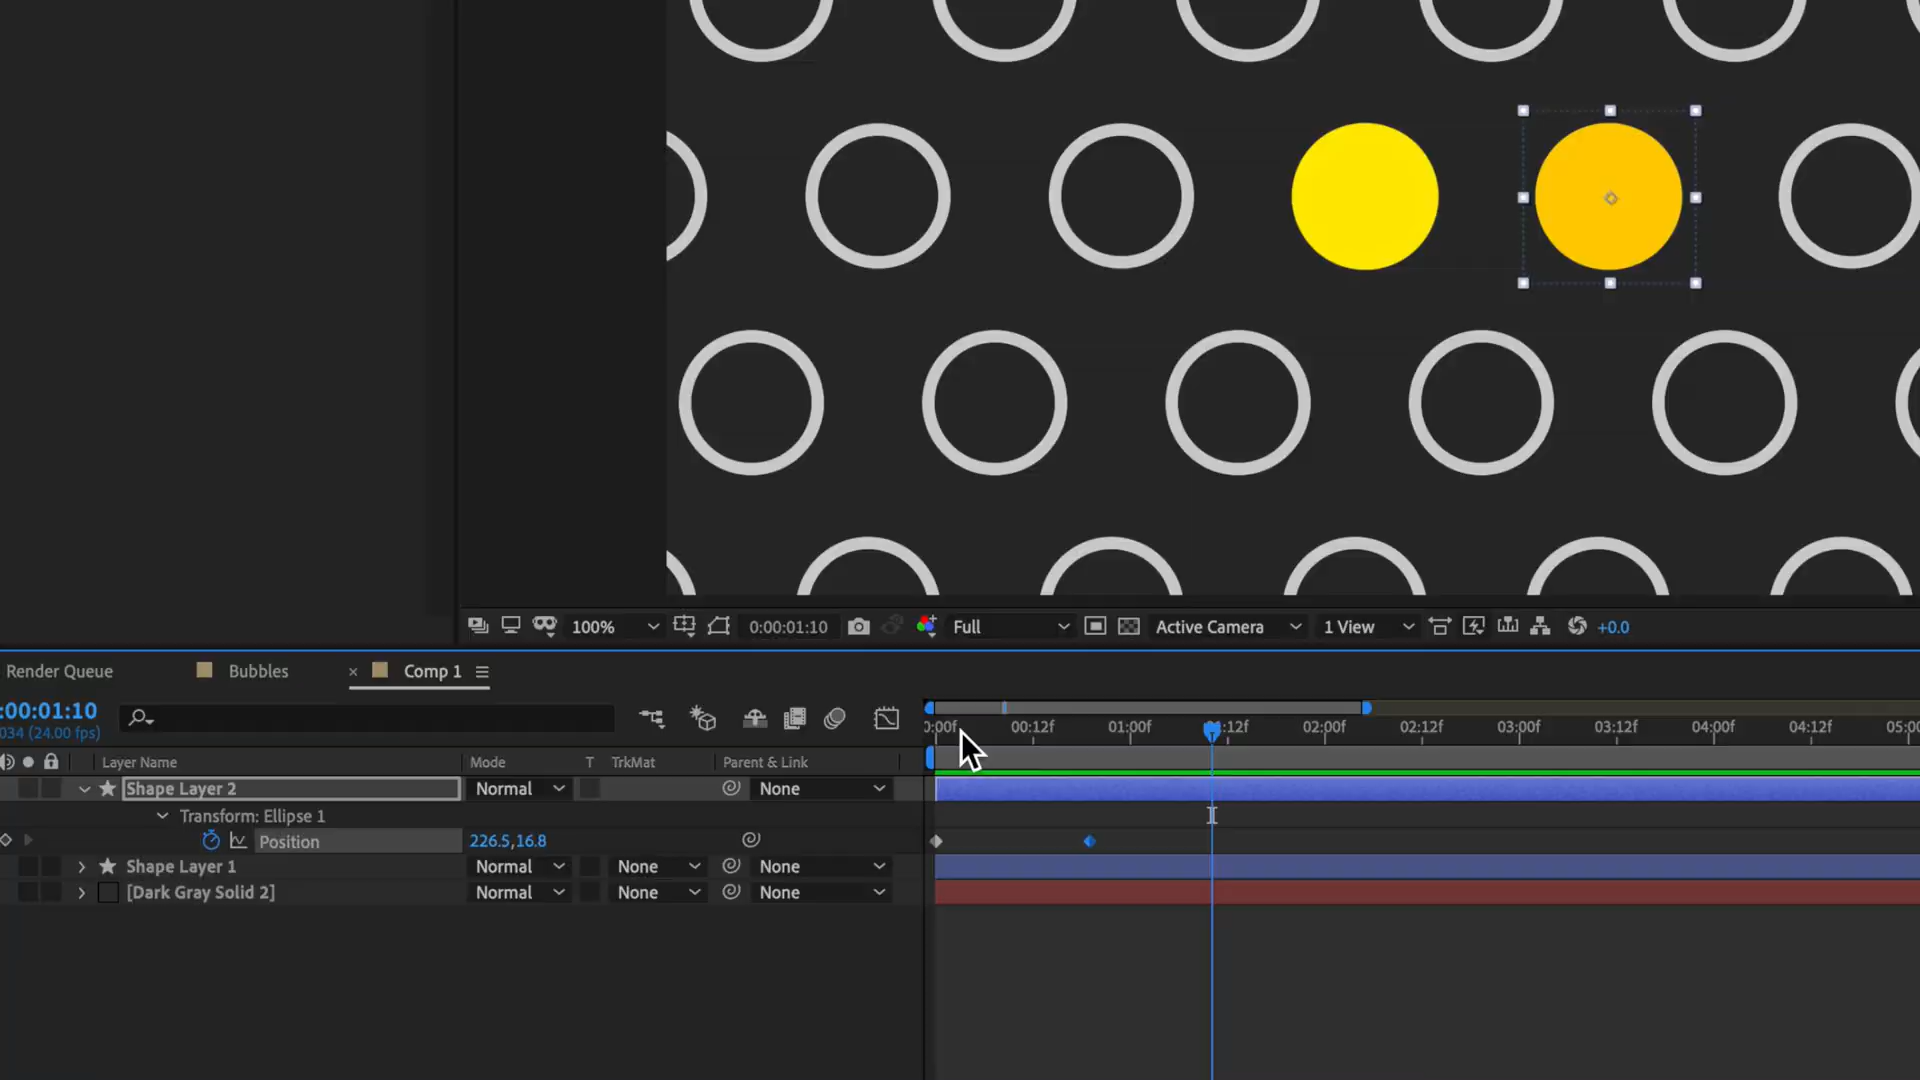 100%
0:00:01:10
Full
Active Camera
1 View
+0.0
Render Queue
Bubbles
× Comp 1
:00:01:10
034 (24.00 fps)
0:00f 00:12f 01:00f 12f 02:00f 02:12f 03:00f 03:12f 04:00f 04:12f 05:00
Layer Name
Mode
T TrkMat
Parent & Link
Shape Layer 2
Normal
None
Transform: Ellipse 1
Position
226.5,16.8
Shape Layer 1
Normal
None
None
[Dark Gray Solid 2]
Normal
None
None